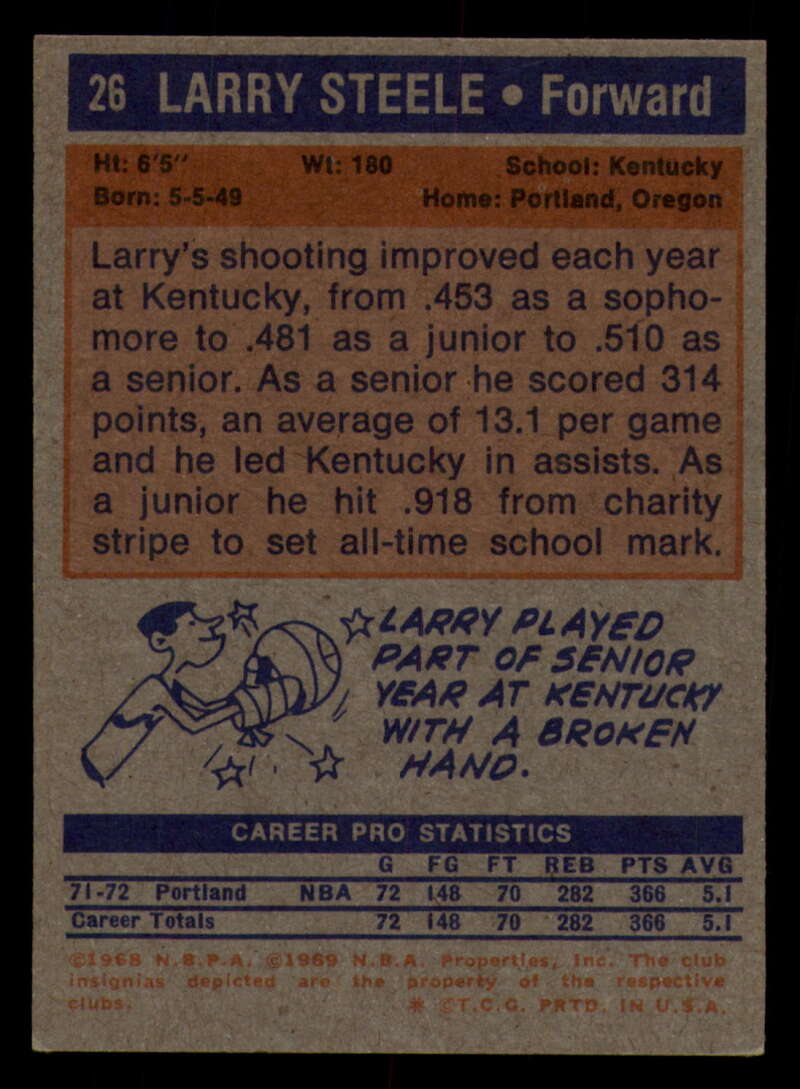 26 LARRY STEELE • Forward
Ht: 6'5" Wt: 180 School: Kentucky
Born: 5-5-49 Home: Portland, Oregon
Larry's shooting improved each year
at Kentucky, from .453 as a sopho-
more to .481 as a junior to .510 as
a senior. As a senior he scored 314
points, an average of 13.1 per game
and he led Kentucky in assists. As
a junior he hit .918 from charity
stripe to set all-time school mark.
LARRY PLAYED
PART OF SENIOR
YEAR AT KENTUCKY
WITH A BROKEN
HAND.
CAREER PRO STATISTICS
G FG FT REB PTS AVG
71-72 Portland NBA 72 148 70 282 366 5.1
Career Totals 72 148 70 282 366 5.1
©1968 N.B.P.A. ©1969 N.B.A. Properties, Inc. The club
insignias depicted are the property of the respective
clubs. * ©T.C.G. PRTD. IN U.S.A.